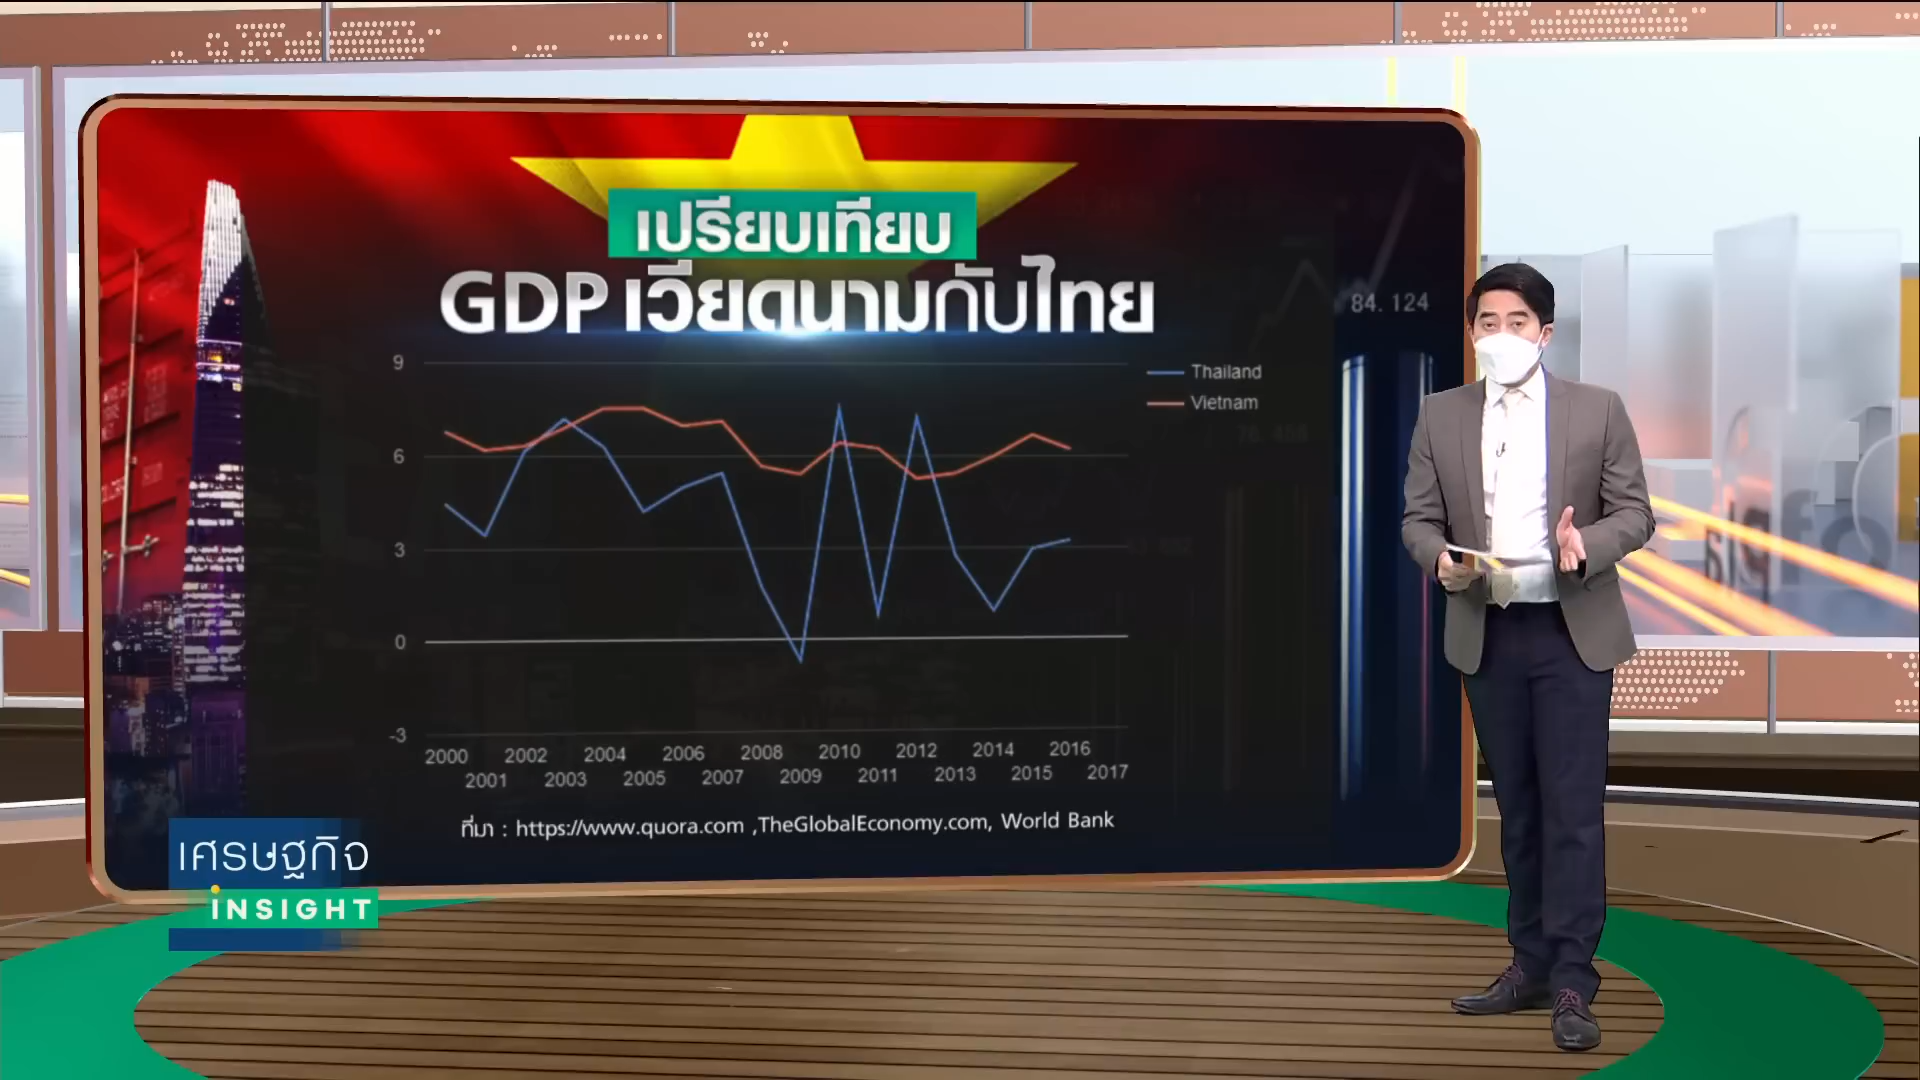 เปรียบเทียบ
GDP เวียดนามกับไทย
84.124
9
Thailand
Vietnam
6
3
0
-3
2000 2002 2004 2006 2008 2010 2012 2014 2016
2001 2003 2005 2007 2009 2011 2013 2015 2017
ที่มา : https://www.quora.com ,TheGlobalEconomy.com, World Bank
เศรษฐกิจ
INSIGHT